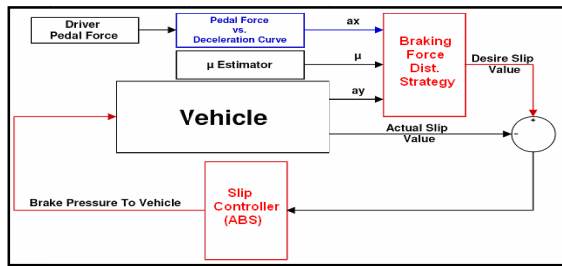 Driver
Pedal Force
Pedal Force
vs.
Deceleration Curve
ax
Braking
Force
Dist.
Strategy
Desire Slip
Value
µ Estimator
µ
ay
Vehicle
Actual Slip
Value
+
-
Slip
Controller
(ABS)
Brake Pressure To Vehicle